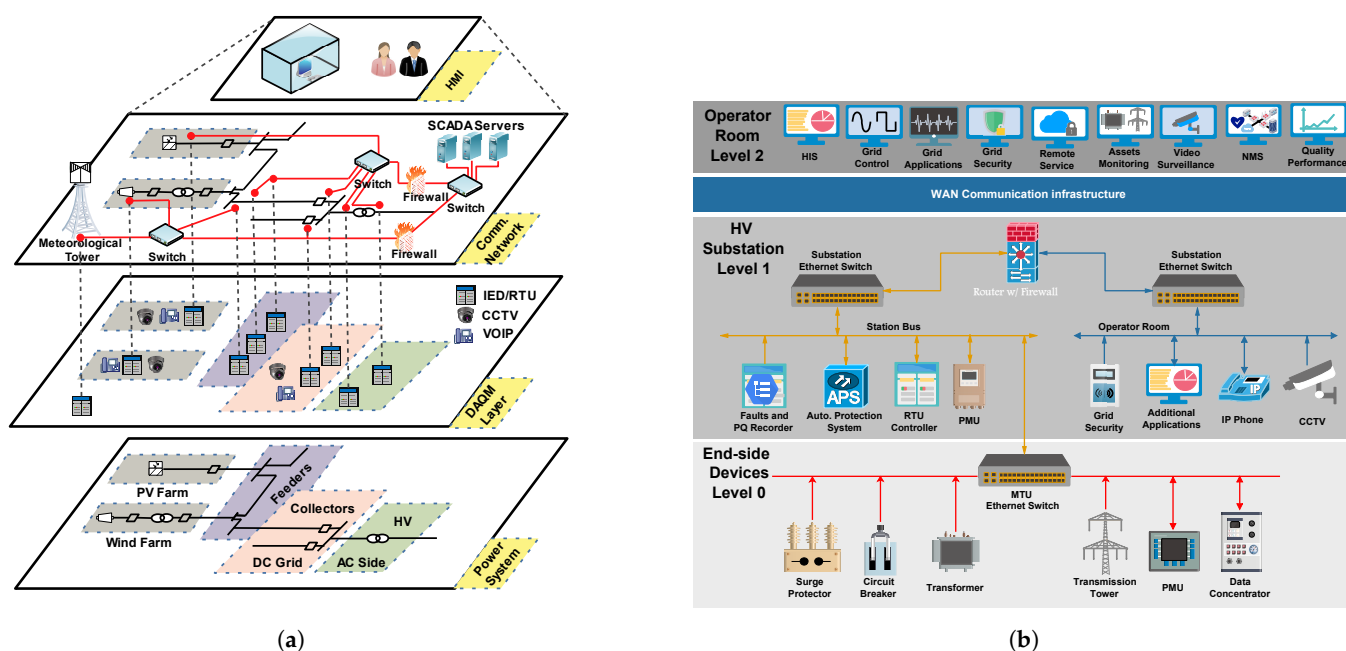 HMI
SCADA Servers
Switch
Firewall
Switch
Meteorological
Tower
Switch
Firewall
Comm.
Network
IED/RTU
CCTV
VOIP
DAQM
Layer
PV Farm
Feeders
Wind Farm
Collectors
HV
DC Grid
AC Side
Power
System
(a)
Operator
Room
Level 2
HIS
Grid
Control
Grid
Applications
Grid
Security
Remote
Service
Assets
Monitoring
Video
Surveillance
NMS
Quality
Performance
WAN Communication infrastructure
HV
Substation
Level 1
Substation
Ethernet Switch
Router w/ Firewall
Substation
Ethernet Switch
Station Bus
Operator Room
APS
IP
Faults and
PQ Recorder
Auto. Protection
System
RTU
Controller
PMU
Grid
Security
Additional
Applications
IP Phone
CCTV
End-side
Devices
Level 0
MTU
Ethernet Switch
Surge
Protector
Circuit
Breaker
Transformer
Transmission
Tower
PMU
Data
Concentrator
(b)